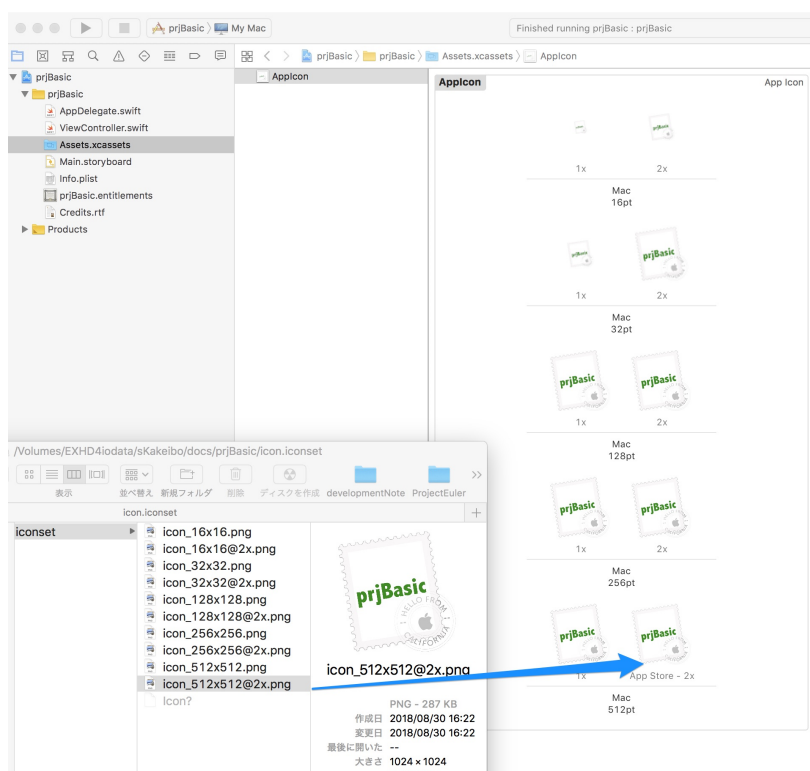 prjBasic 〉 My Mac
Finished running prjBasic : prjBasic
prjBasic 〉 prjBasic 〉 Assets.xcassets 〉 AppIcon
prjBasic
prjBasic
AppDelegate.swift
ViewController.swift
Assets.xcassets
Main.storyboard
Info.plist
prjBasic.entitlements
Credits.rtf
Products
AppIcon
AppIcon
App Icon
prjBasic
1x 2x
Mac
16pt
prjBasic prjBasic
1x 2x
Mac
32pt
prjBasic prjBasic
1x 2x
Mac
128pt
prjBasic prjBasic
1x 2x
Mac
256pt
prjBasic prjBasic
1x App Store - 2x
Mac
512pt
/Volumes/EXHD4iodata/sKakeibo/docs/prjBasic/icon.iconset
表示 並べ替え 新規フォルダ 削除 ディスクを作成 developmentNote ProjectEuler
icon.iconset
iconset
icon_16x16.png
icon_16x16@2x.png
icon_32x32.png
icon_32x32@2x.png
icon_128x128.png
icon_128x128@2x.png
icon_256x256.png
icon_256x256@2x.png
icon_512x512.png
icon_512x512@2x.png
Icon?
prjBasic
HELLO FROM
CALIFORNIA
icon_512x512@2x.png
PNG - 287 KB
作成日 2018/08/30 16:22
変更日 2018/08/30 16:22
最後に開いた --
大きさ 1024 × 1024